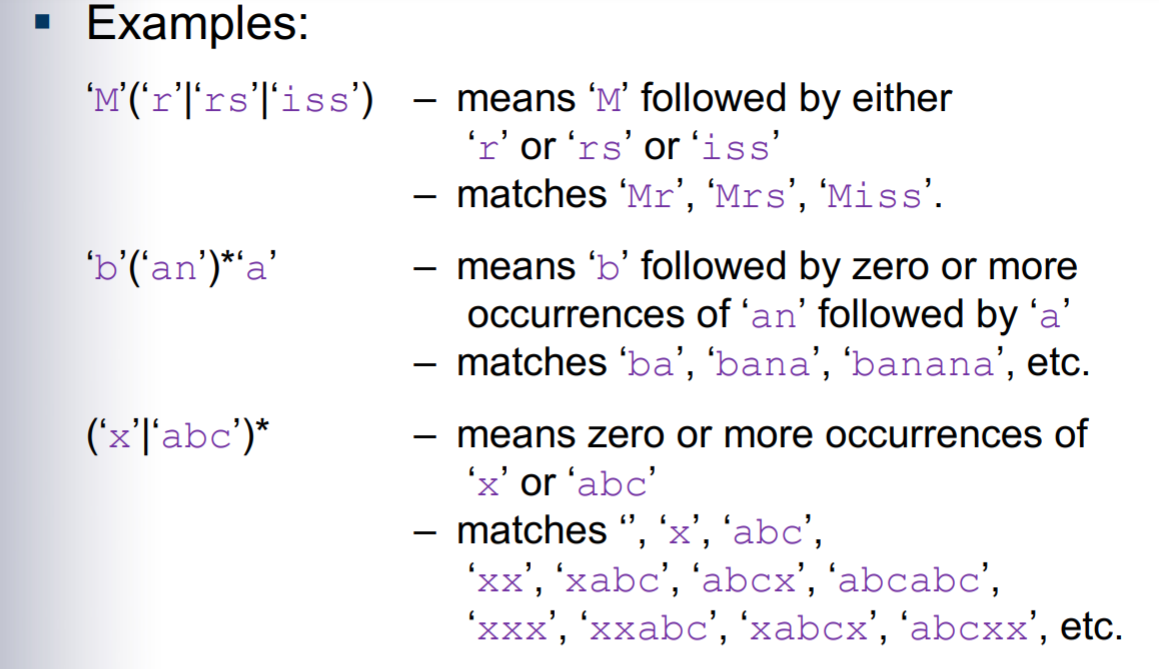 ▪ Examples:
‘M’(‘r’|‘rs’|‘iss’) – means ‘M’ followed by either
‘r’ or ‘rs’ or ‘iss’
– matches ‘Mr’, ‘Mrs’, ‘Miss’.
‘b’(‘an’)*‘a’ – means ‘b’ followed by zero or more
occurrences of ‘an’ followed by ‘a’
– matches ‘ba’, ‘bana’, ‘banana’, etc.
(‘x’|‘abc’)* – means zero or more occurrences of
‘x’ or ‘abc’
– matches ‘’, ‘x’, ‘abc’,
‘xx’, ‘xabc’, ‘abcx’, ‘abcabc’,
‘xxx’, ‘xxabc’, ‘xabcx’, ‘abcxx’, etc.